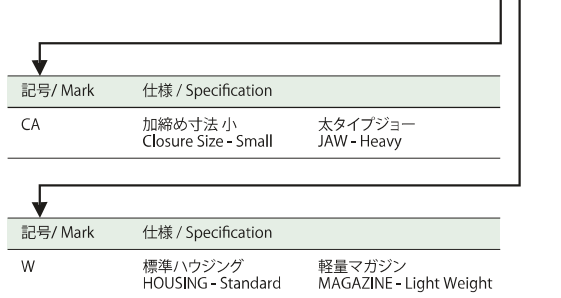 記号/ Mark 仕様 / Specification
CA 加締め寸法 小 太タイプジョー
Closure Size - Small JAW - Heavy
記号/ Mark 仕様 / Specification
W 標準ハウジング 軽量マガジン
HOUSING - Standard MAGAZINE - Light Weight